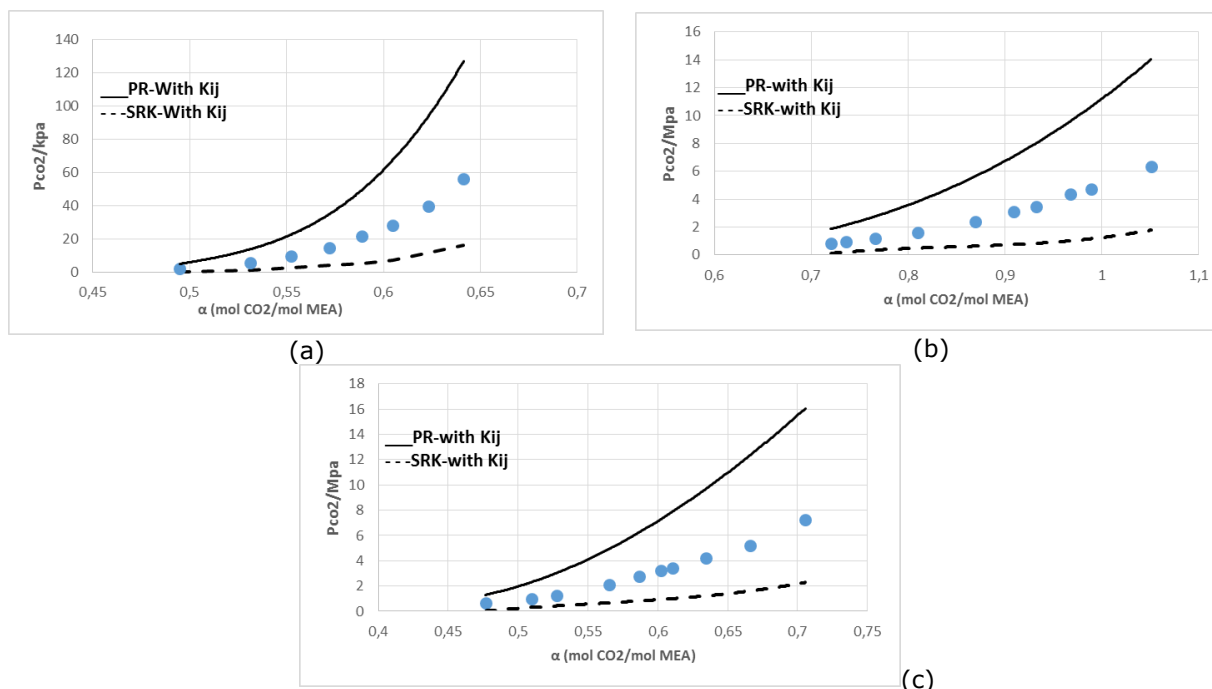 140
120
100
80
60
40
20
0
Pco2/kpa
PR-With Kij
SRK-With Kij
0,45 0,5 0,55 0,6 0,65 0,7
α (mol CO2/mol MEA)
(a)
16
14
12
10
8
6
4
2
0
Pco2/Mpa
PR-with Kij
SRK-with Kij
0,6 0,7 0,8 0,9 1 1,1
α (mol CO2/mol MEA)
(b)
18
16
14
12
10
8
6
4
2
0
Pco2/Mpa
PR-with Kij
SRK-with Kij
0,4 0,45 0,5 0,55 0,6 0,65 0,7 0,75
α (mol CO2/mol MEA)
(c)